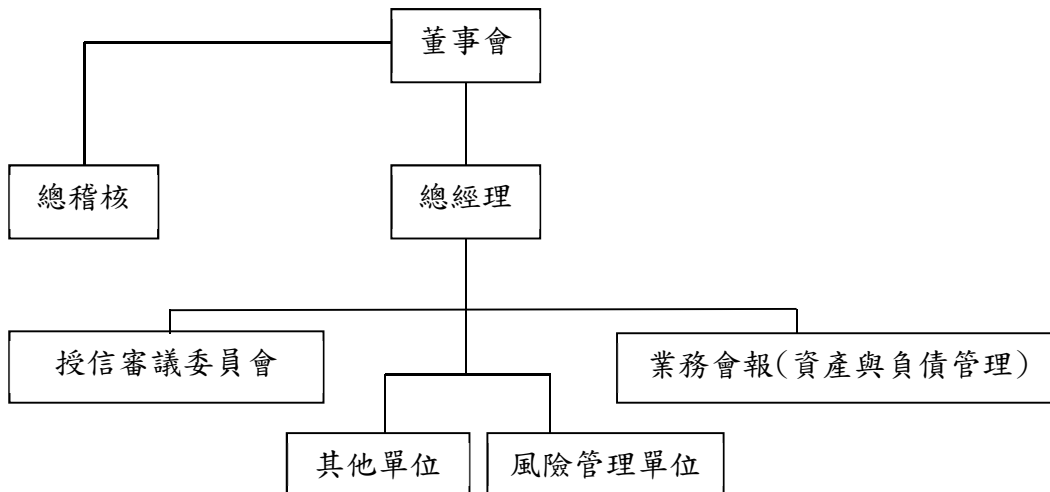 董事會
總稽核
總經理
授信審議委員會
業務會報(資產與負債管理)
其他單位
風險管理單位